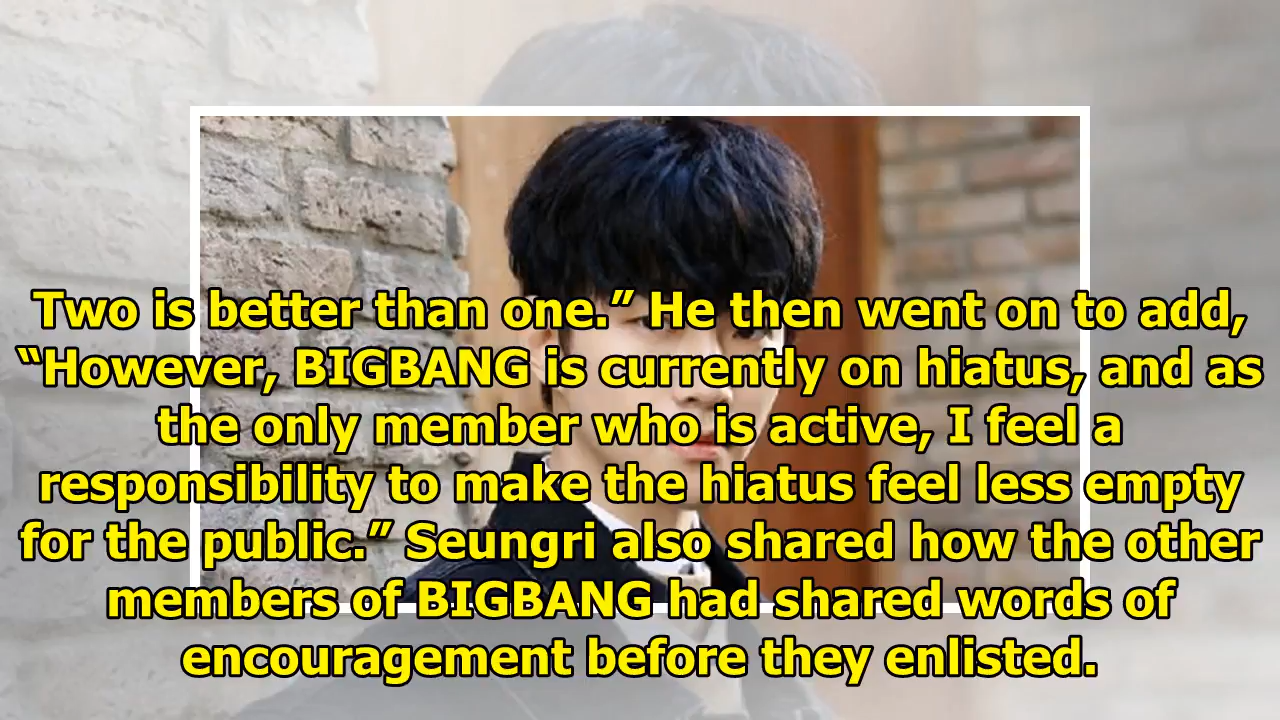 Two is better than one.” He then went on to add,
“However, BIGBANG is currently on hiatus, and as
the only member who is active, I feel a
responsibility to make the hiatus feel less empty
for the public.” Seungri also shared how the other
members of BIGBANG had shared words of
encouragement before they enlisted.